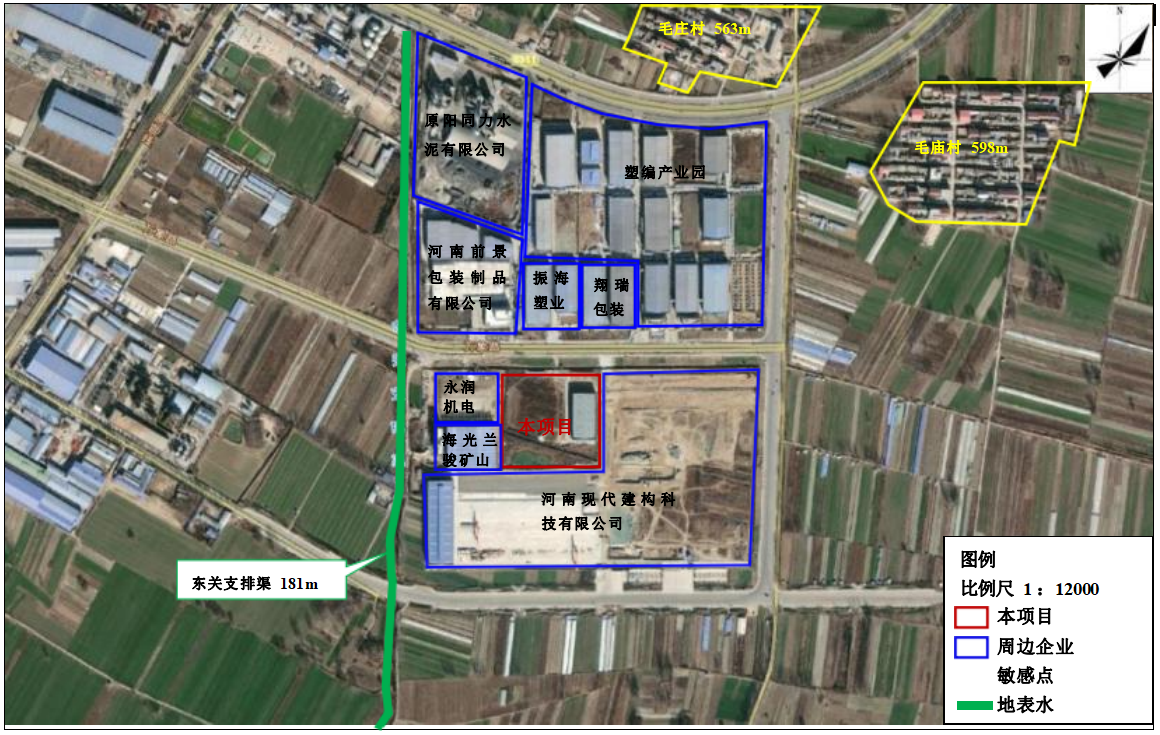 N
毛庄村 563m
原阳同力水
泥有限公司
塑编产业园
毛庙村 598m
河南前景
包装制品
有限公司
振海
塑业
翔瑞
包装
永润
机电
本项目
海光兰
骏矿山
河南现代建构科
技有限公司
东关支排渠 181m
图例
比例尺 1：12000
本项目
周边企业
敏感点
地表水